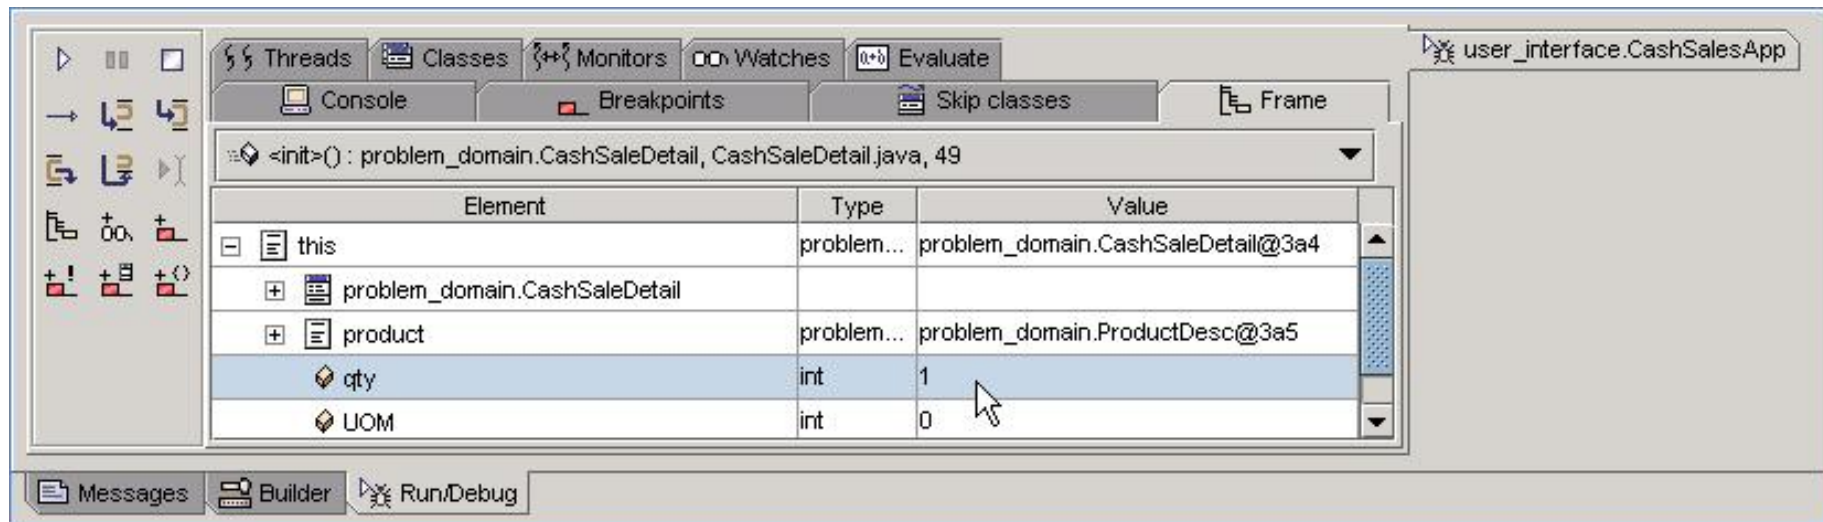 Threads Classes Monitors Watches Evaluate
user_interface.CashSalesApp
Console Breakpoints Skip classes Frame
<init>() : problem_domain.CashSaleDetail, CashSaleDetail.java, 49
Element Type Value
this problem... problem_domain.CashSaleDetail@3a4
problem_domain.CashSaleDetail
product problem... problem_domain.ProductDesc@3a5
qty int 1
UOM int 0
Messages Builder Run/Debug